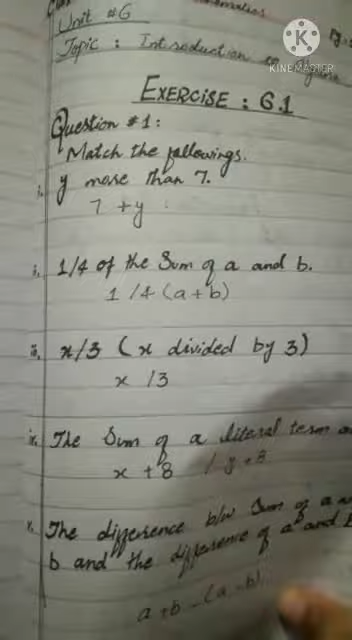 Unit #6
Topic: Introduction to
KINEMASTER
EXERCISE: 6.1
Question #1:
Match the followings.
i. y more than 7.
7 + y
ii. 1/4 of the Sum of a and b.
1/4 (a+b)
iii. x/3 (x divided by 3)
x /3
iv. The Sum of a literal term
x + 8 / y + 8
v. The difference b/w Sum of a
b and the difference of a and
a + b - (a - b)